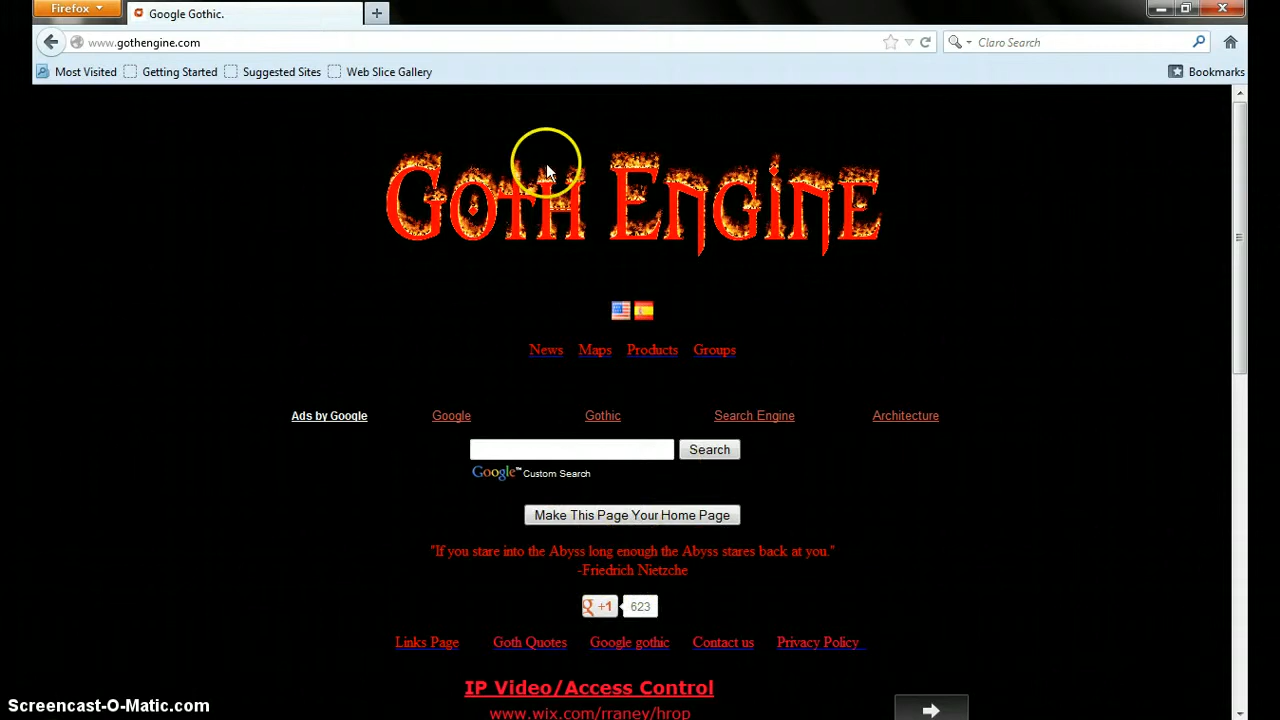 Firefox
Google Gothic.
www.gothengine.com
Claro Search
Most Visited Getting Started Suggested Sites Web Slice Gallery Bookmarks
Goth Engine
News Maps Products Groups
Ads by Google Google Gothic Search Engine Architecture
Search
Google™ Custom Search
Make This Page Your Home Page
"If you stare into the Abyss long enough the Abyss stares back at you."
-Friedrich Nietzche
g +1 623
Links Page Goth Quotes Google gothic Contact us Privacy Policy
IP Video/Access Control
www.wix.com/rraney/hrop
Screencast-O-Matic.com